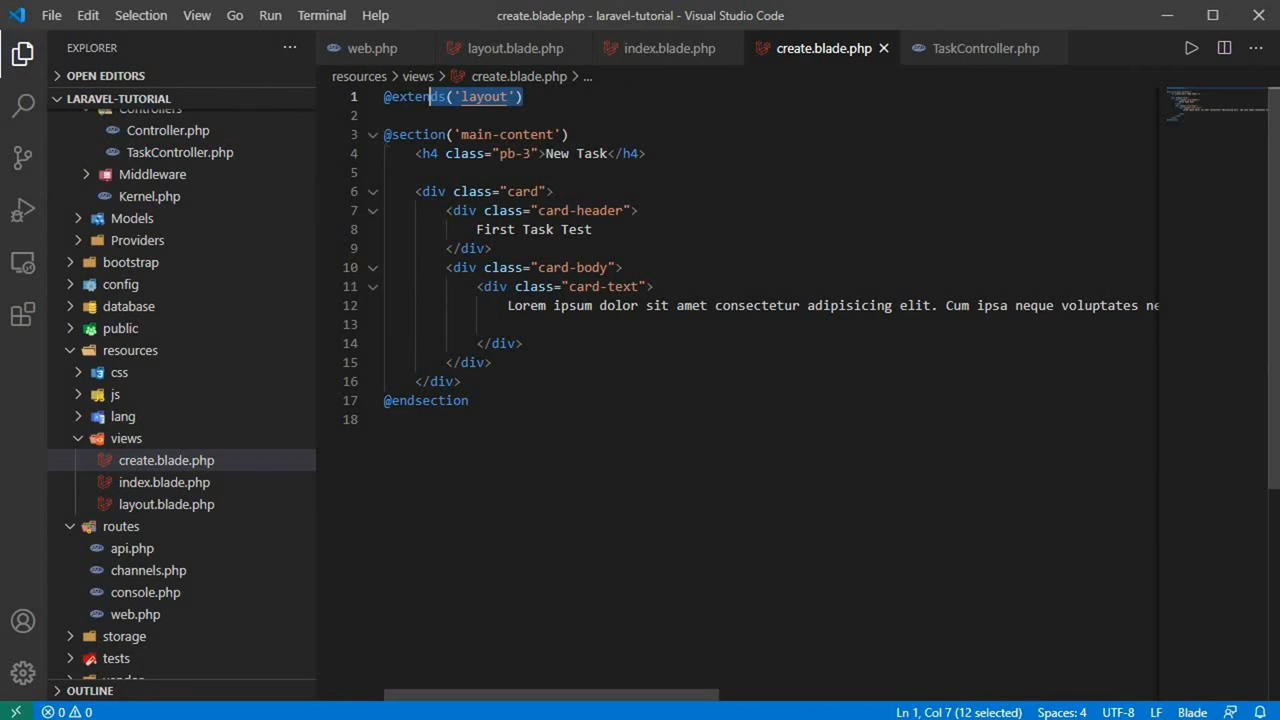 File Edit Selection View Go Run Terminal Help create.blade.php - laravel-tutorial - Visual Studio Code
EXPLORER
OPEN EDITORS
LARAVEL-TUTORIAL
Controllers
Controller.php
TaskController.php
Middleware
Kernel.php
Models
Providers
bootstrap
config
database
public
resources
css
js
lang
views
create.blade.php
index.blade.php
layout.blade.php
routes
api.php
channels.php
console.php
web.php
storage
tests
vendor
OUTLINE
web.php layout.blade.php index.blade.php create.blade.php TaskController.php
resources > views > create.blade.php > ...
1 @extends('layout')
2
3 @section('main-content')
4 <h4 class="pb-3">New Task</h4>
5
6 <div class="card">
7 <div class="card-header">
8 First Task Test
9 </div>
10 <div class="card-body">
11 <div class="card-text">
12 Lorem ipsum dolor sit amet consectetur adipisicing elit. Cum ipsa neque voluptates ne
13
14 </div>
15 </div>
16 </div>
17 @endsection
18
0 0 Ln 1, Col 7 (12 selected) Spaces: 4 UTF-8 LF Blade